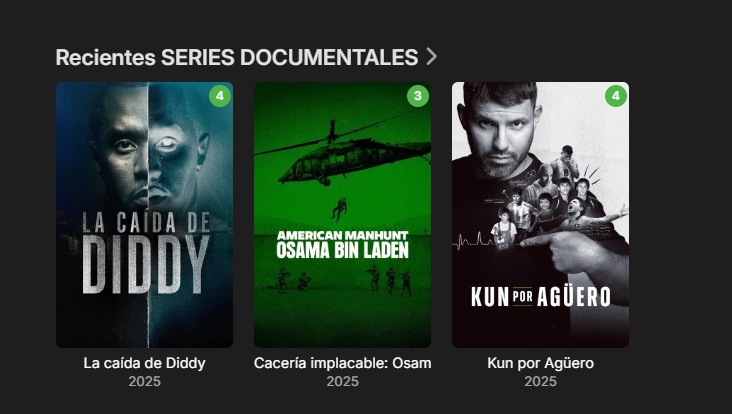 Recientes SERIES DOCUMENTALES
4
LA CAÍDA DE
DIDDY
3
AMERICAN MANHUNT
OSAMA BIN LADEN
4
KUN POR AGÜERO
La caída de Diddy
2025
Cacería implacable: Osam
2025
Kun por Agüero
2025